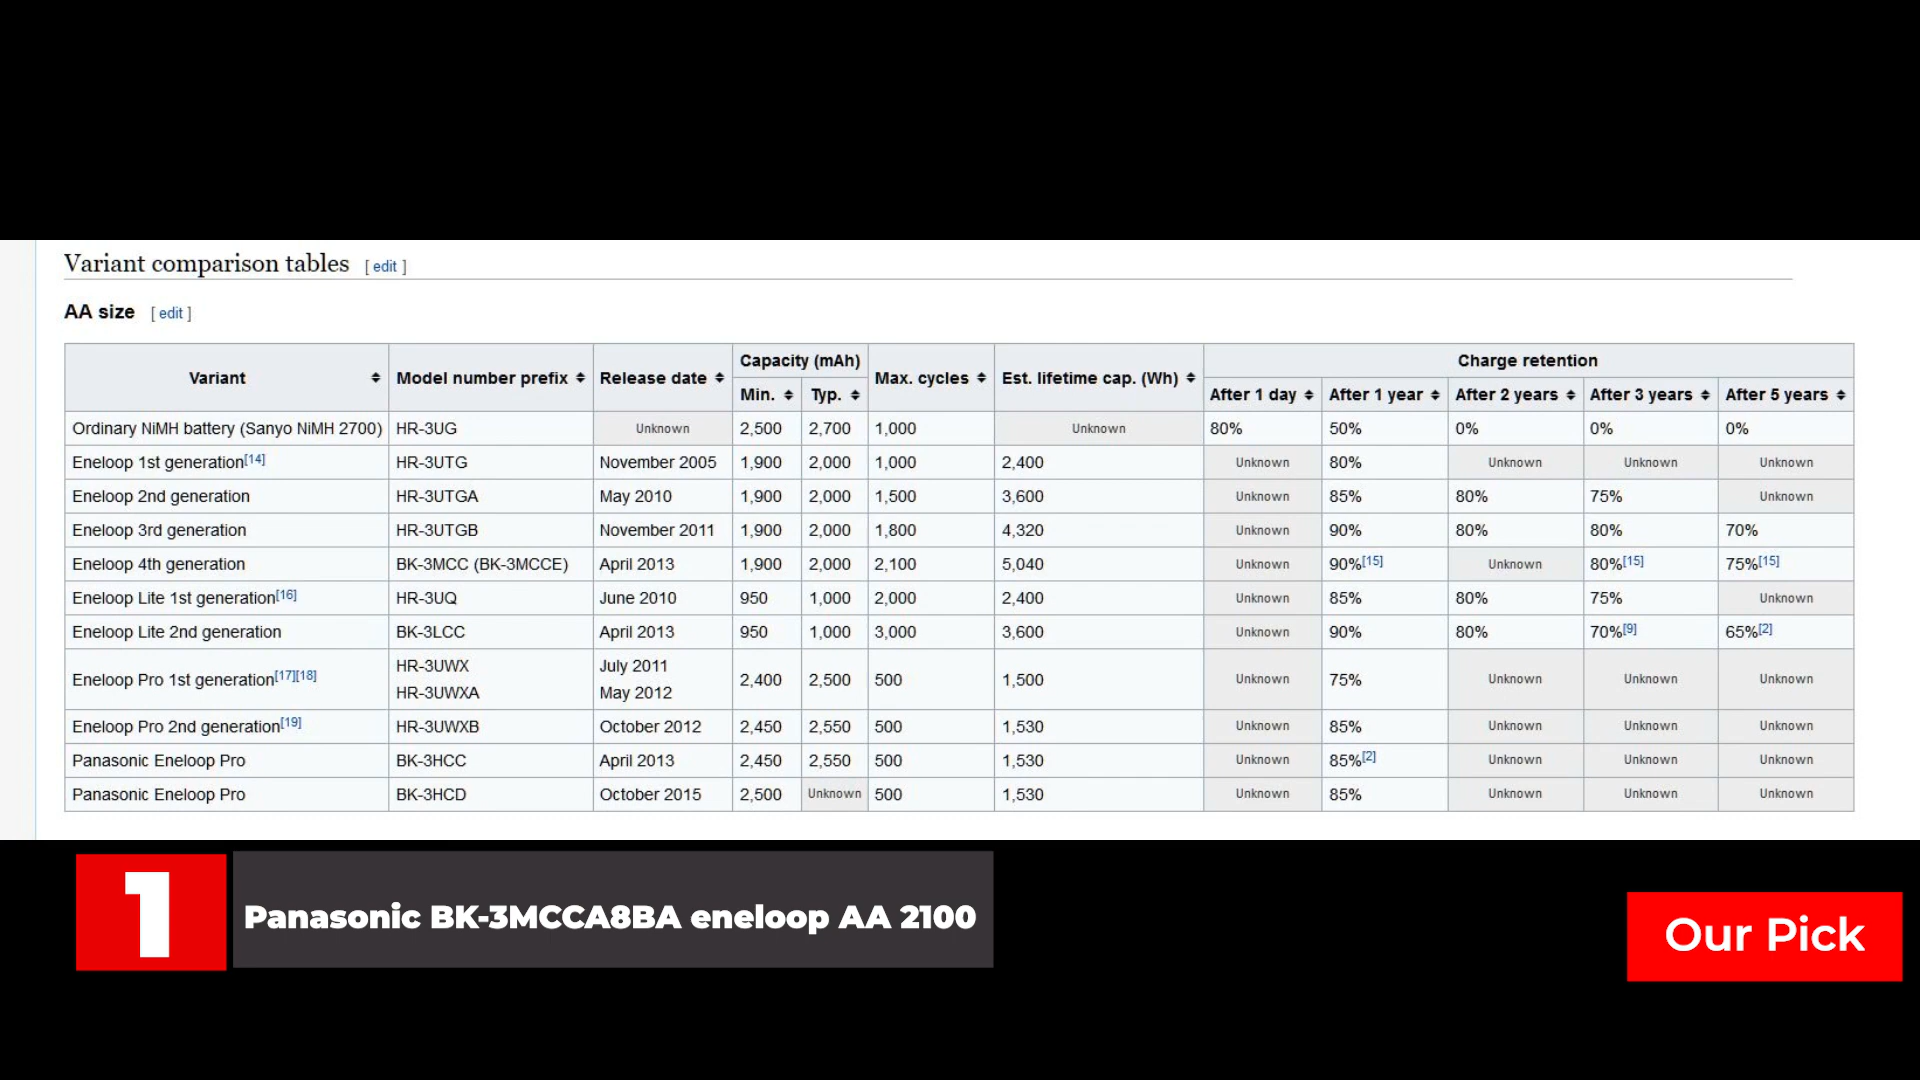 Variant comparison tables [ edit ]
AA size [ edit ]
Variant Model number prefix Release date Capacity (mAh) Max. cycles Est. lifetime cap. (Wh) Charge retention
Min. Typ. After 1 day After 1 year After 2 years After 3 years After 5 years
Ordinary NiMH battery (Sanyo NiMH 2700) HR-3UG Unknown 2,500 2,700 1,000 Unknown 80% 50% 0% 0% 0%
Eneloop 1st generation[14] HR-3UTG November 2005 1,900 2,000 1,000 2,400 Unknown 80% Unknown Unknown Unknown
Eneloop 2nd generation HR-3UTGA May 2010 1,900 2,000 1,500 3,600 Unknown 85% 80% 75% Unknown
Eneloop 3rd generation HR-3UTGB November 2011 1,900 2,000 1,800 4,320 Unknown 90% 80% 80% 70%
Eneloop 4th generation BK-3MCC (BK-3MCCE) April 2013 1,900 2,000 2,100 5,040 Unknown 90%[15] Unknown 80%[15] 75%[15]
Eneloop Lite 1st generation[16] HR-3UQ June 2010 950 1,000 2,000 2,400 Unknown 85% 80% 75% Unknown
Eneloop Lite 2nd generation BK-3LCC April 2013 950 1,000 3,000 3,600 Unknown 90% 80% 70%[9] 65%[2]
Eneloop Pro 1st generation[17][18] HR-3UWX July 2011 2,400 2,500 500 1,500 Unknown 75% Unknown Unknown Unknown
HR-3UWXA May 2012
Eneloop Pro 2nd generation[19] HR-3UWXB October 2012 2,450 2,550 500 1,530 Unknown 85% Unknown Unknown Unknown
Panasonic Eneloop Pro BK-3HCC April 2013 2,450 2,550 500 1,530 Unknown 85%[2] Unknown Unknown Unknown
Panasonic Eneloop Pro BK-3HCD October 2015 2,500 Unknown 500 1,530 Unknown 85% Unknown Unknown Unknown
1 Panasonic BK-3MCCA8BA eneloop AA 2100
Our Pick